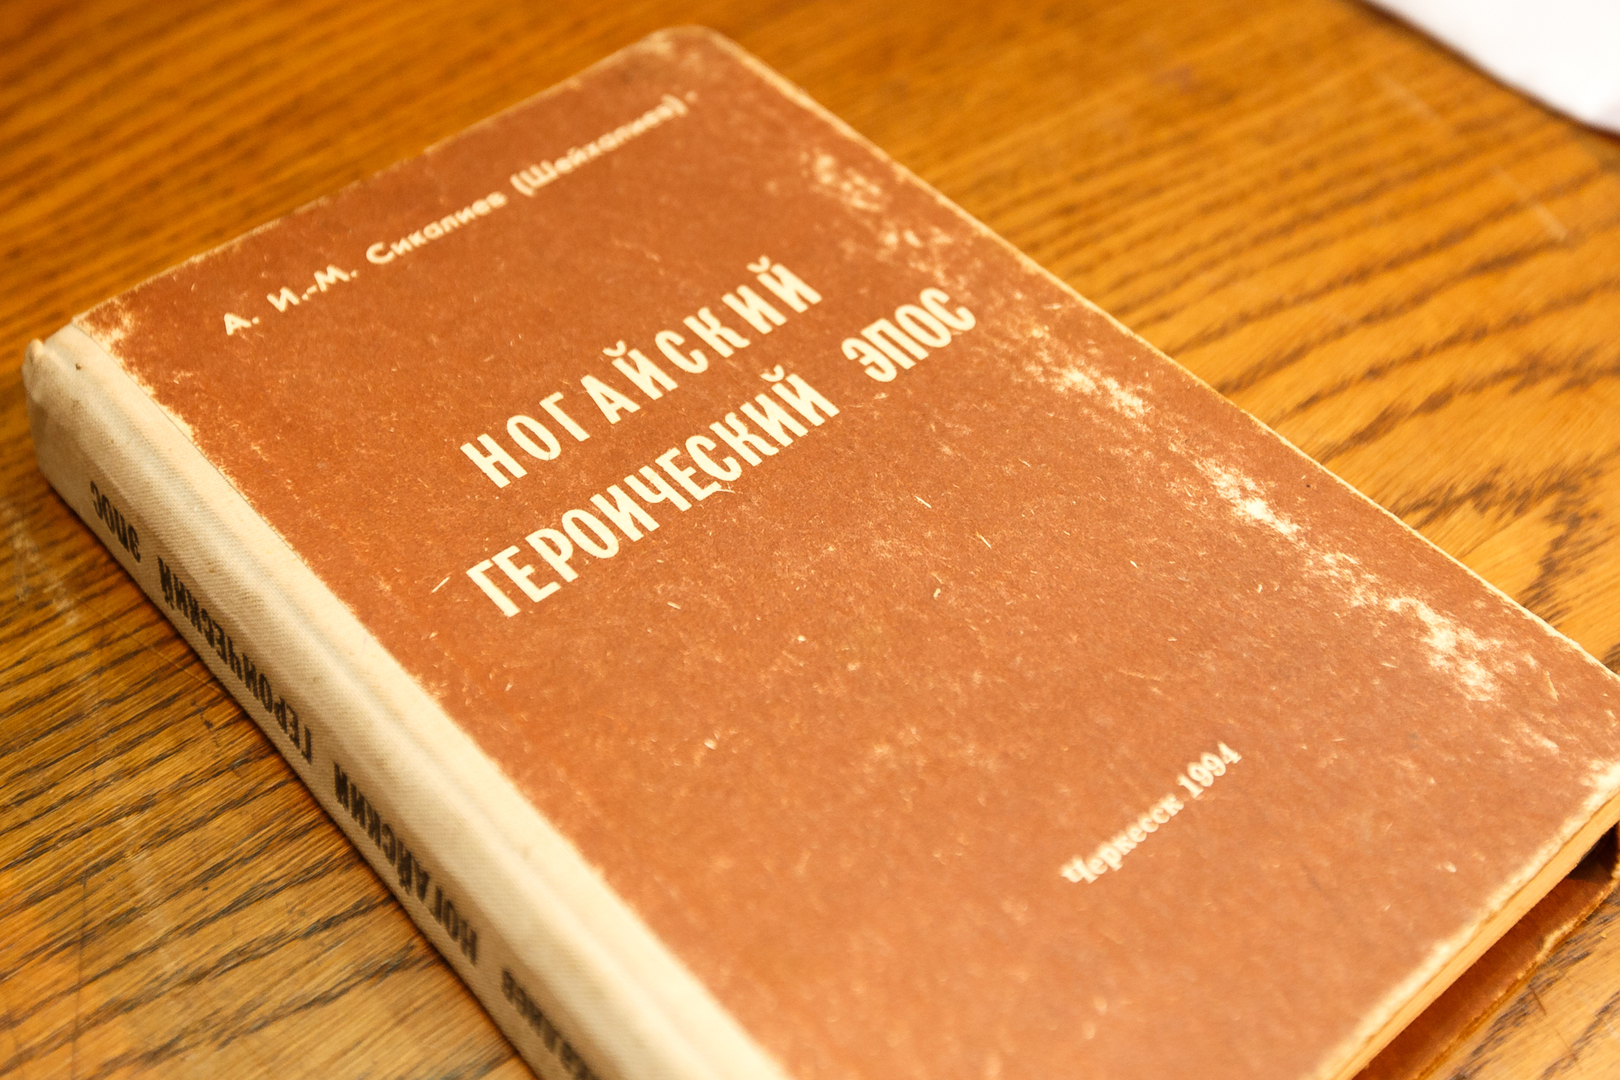 А. И.-М. Сикалиев (Шейхалиев).
НОГАЙСКИЙ
ГЕРОИЧЕСКИЙ ЭПОС
Черкесск 1994
НОГАЙСКИЙ ГЕРОИЧЕСКИЙ ЭПОС